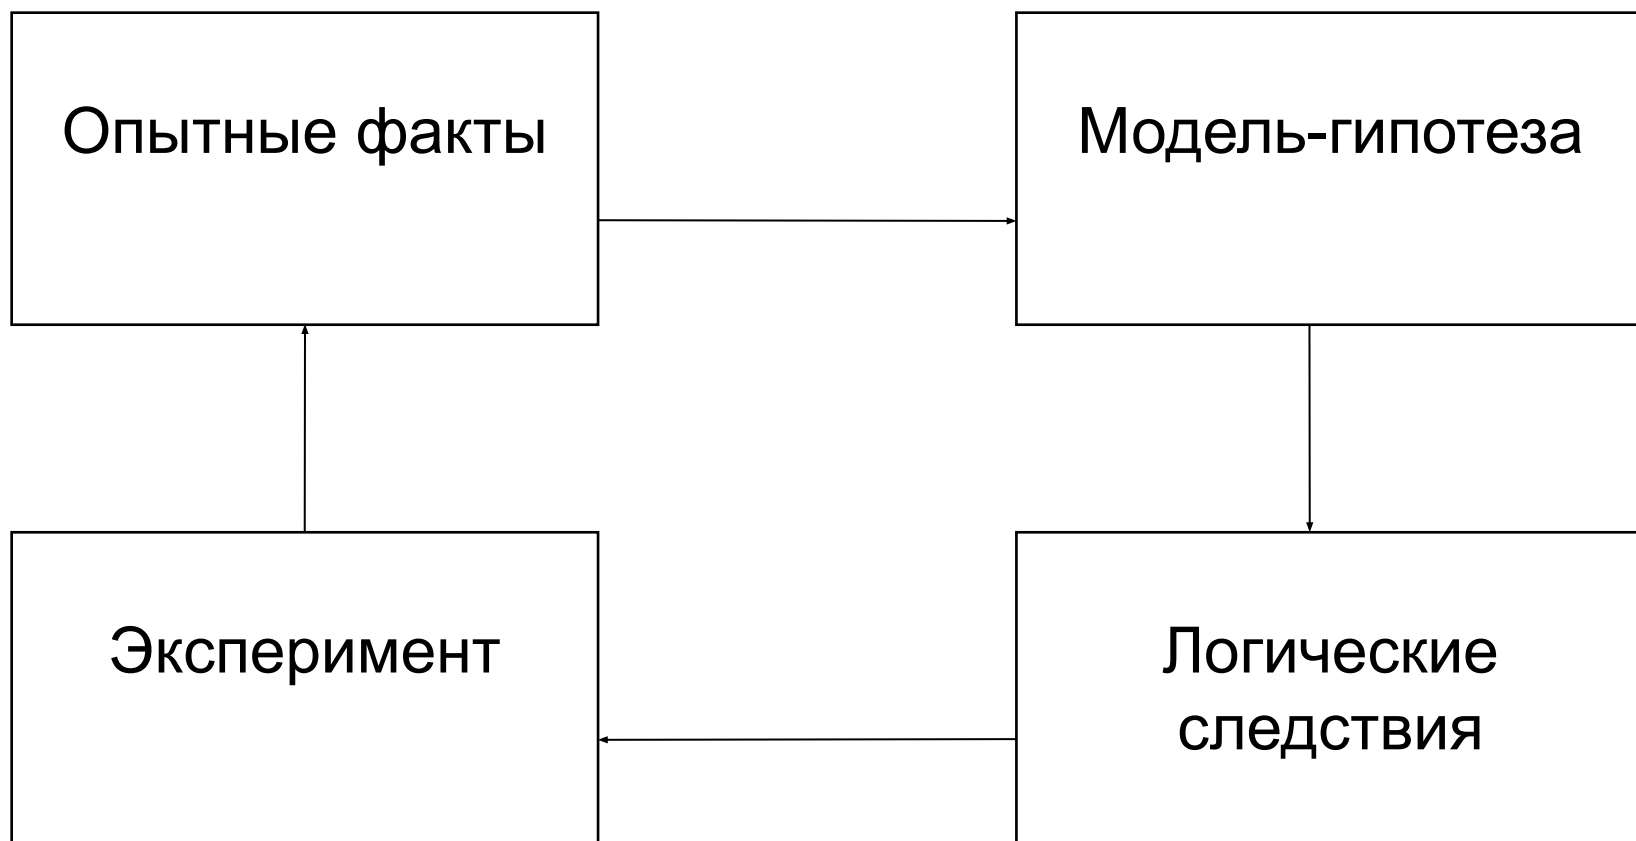 Опытные факты
Модель-гипотеза
Эксперимент
Логические
следствия